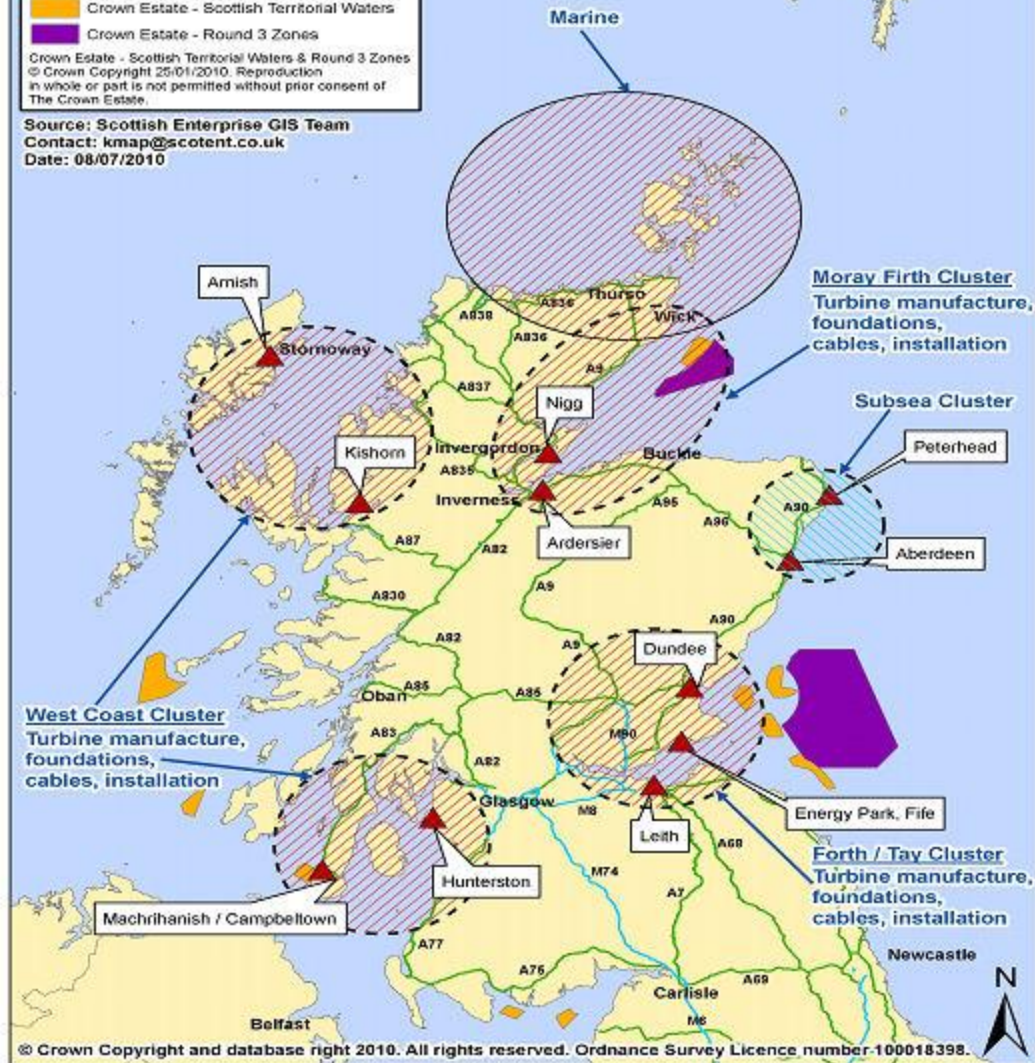 Crown Estate - Scottish Territorial Waters
Crown Estate - Round 3 Zones
Crown Estate - Scottish Territorial Waters & Round 3 Zones
© Crown Copyright 25/01/2010. Reproduction
in whole or part is not permitted without prior consent of
The Crown Estate.
Source: Scottish Enterprise GIS Team
Contact: kmap@scotent.co.uk
Date: 08/07/2010
Marine
Arnish
Stornoway
Kishorn
A838
A836
Thurso
A836
Wick
A9
A837
Nigg
Invergordon
A835
Inverness
Buckie
Ardersier
Moray Firth Cluster
Turbine manufacture,
foundations,
cables, installation
Subsea Cluster
Peterhead
A90
Aberdeen
A95
A96
A87
A82
A9
A830
A82
A90
A9
Dundee
Oban
A85
A85
A83
A82
M90
West Coast Cluster
Turbine manufacture,
foundations,
cables, installation
Glasgow
M8
Leith
Energy Park, Fife
A68
Forth / Tay Cluster
Turbine manufacture,
foundations,
cables, installation
Hunterston
Machrihanish / Campbeltown
M74
A7
A77
A75
A69
Newcastle
Carlisle
M6
Belfast
N
© Crown Copyright and database right 2010. All rights reserved. Ordnance Survey Licence number 100018398.